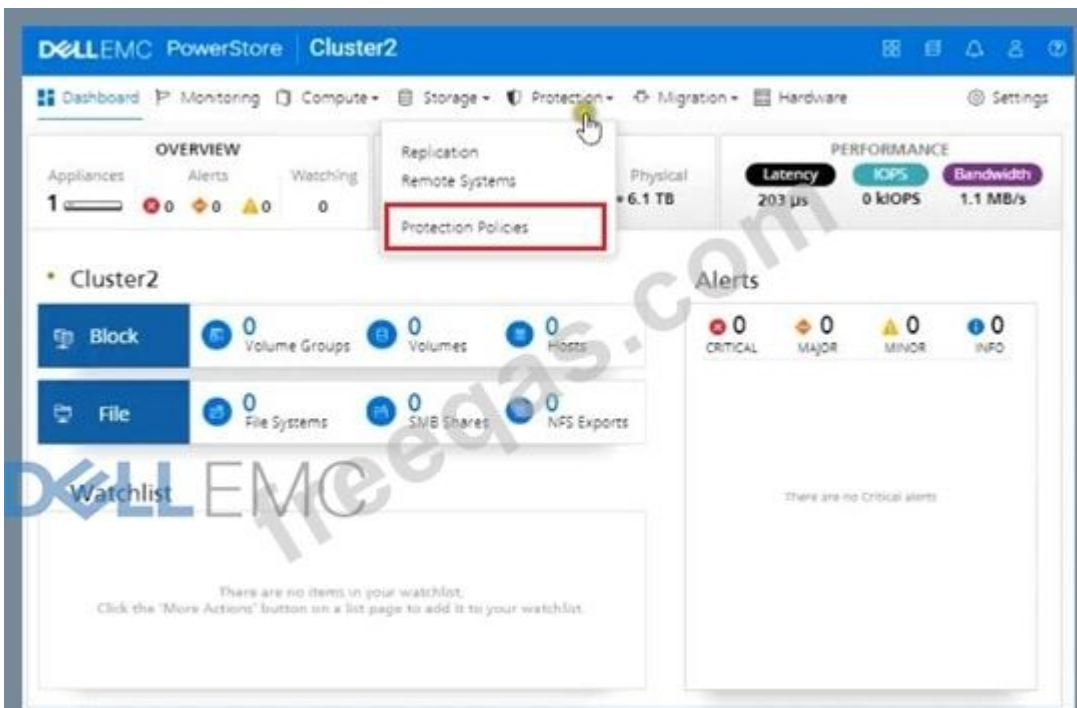 DELLEMC PowerStore Cluster2
Dashboard Monitoring Compute Storage Protection Migration Hardware Settings
OVERVIEW
Appliances Alerts Watching
1 0 0 0 0
Replication
Remote Systems
Protection Policies
Physical
6.1 TB
PERFORMANCE
Latency IOPS Bandwidth
203 µs 0 kIOPS 1.1 MB/s
Cluster2
Block
0 Volume Groups
0 Volumes
0 Hosts
File
0 File Systems
0 SMB Shares
0 NFS Exports
Alerts
0 CRITICAL
0 MAJOR
0 MINOR
0 INFO
There are no Critical alerts
Watchlist
There are no items in your watchlist.
Click the 'More Actions' button on a list page to add it to your watchlist.
DELLEMC
freeqas.com